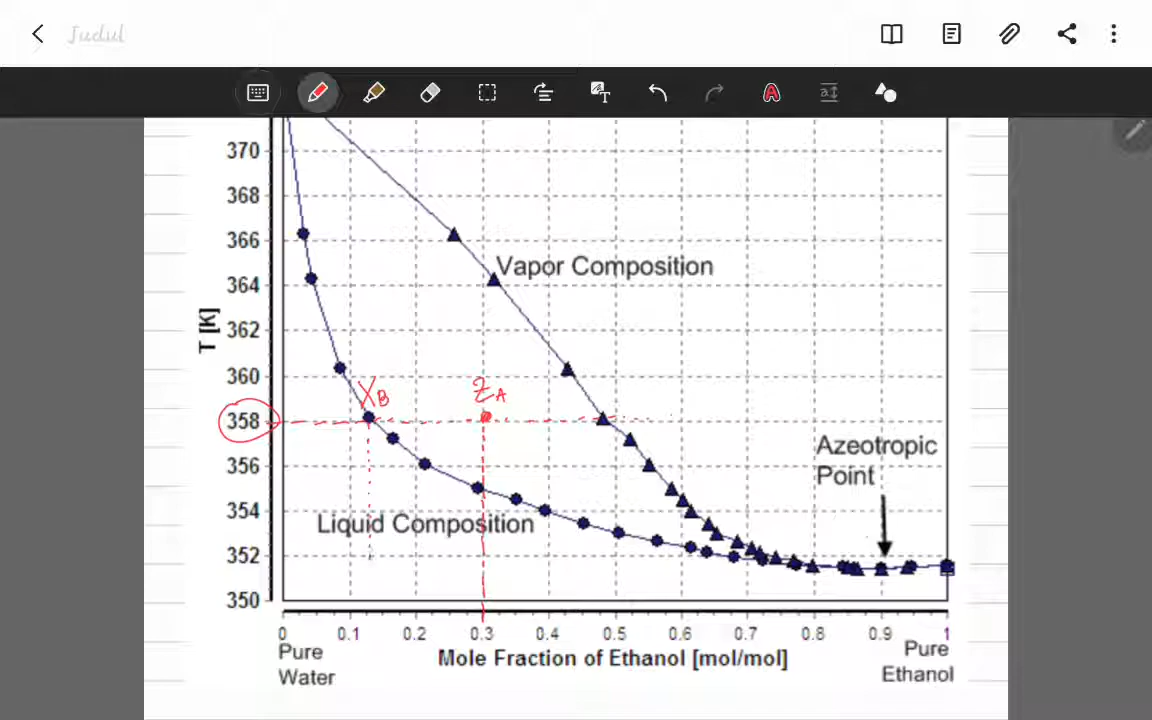 Judul
370
368
366
Vapor Composition
364
T [K]
362
360
X_B
Z_A
358
Azeotropic
Point
356
354
Liquid Composition
352
350
0 0.1 0.2 0.3 0.4 0.5 0.6 0.7 0.8 0.9 1
Pure
Water
Mole Fraction of Ethanol [mol/mol]
Pure
Ethanol